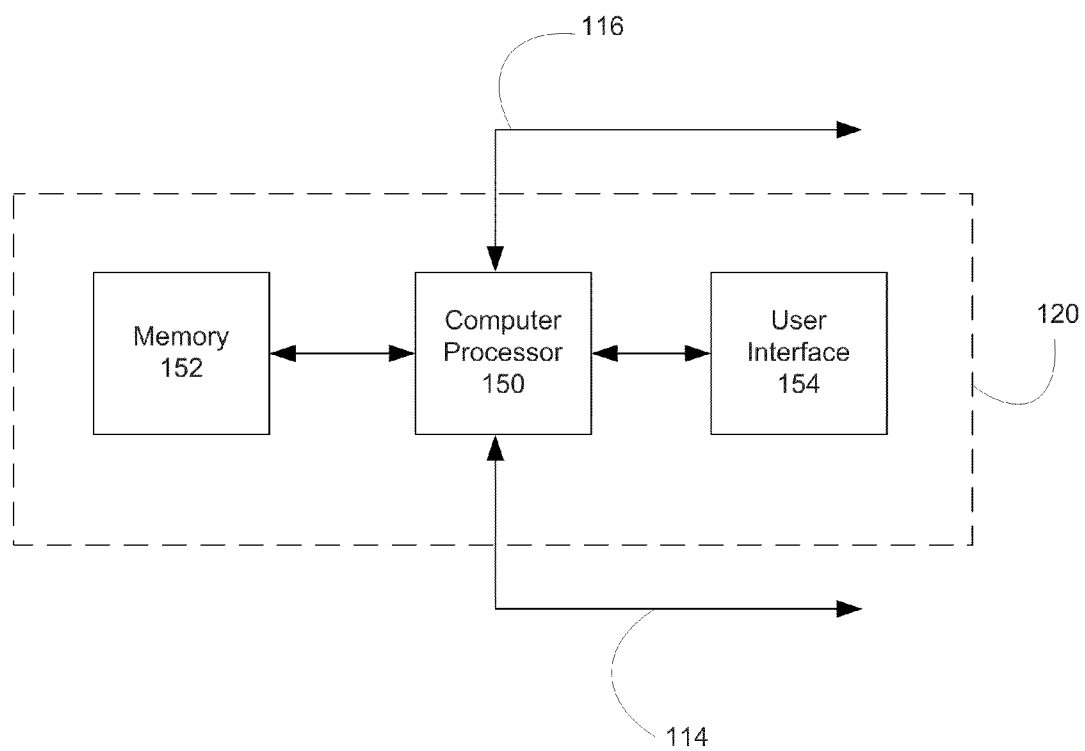 116
Memory
152
Computer
Processor
150
User
Interface
154
120
114